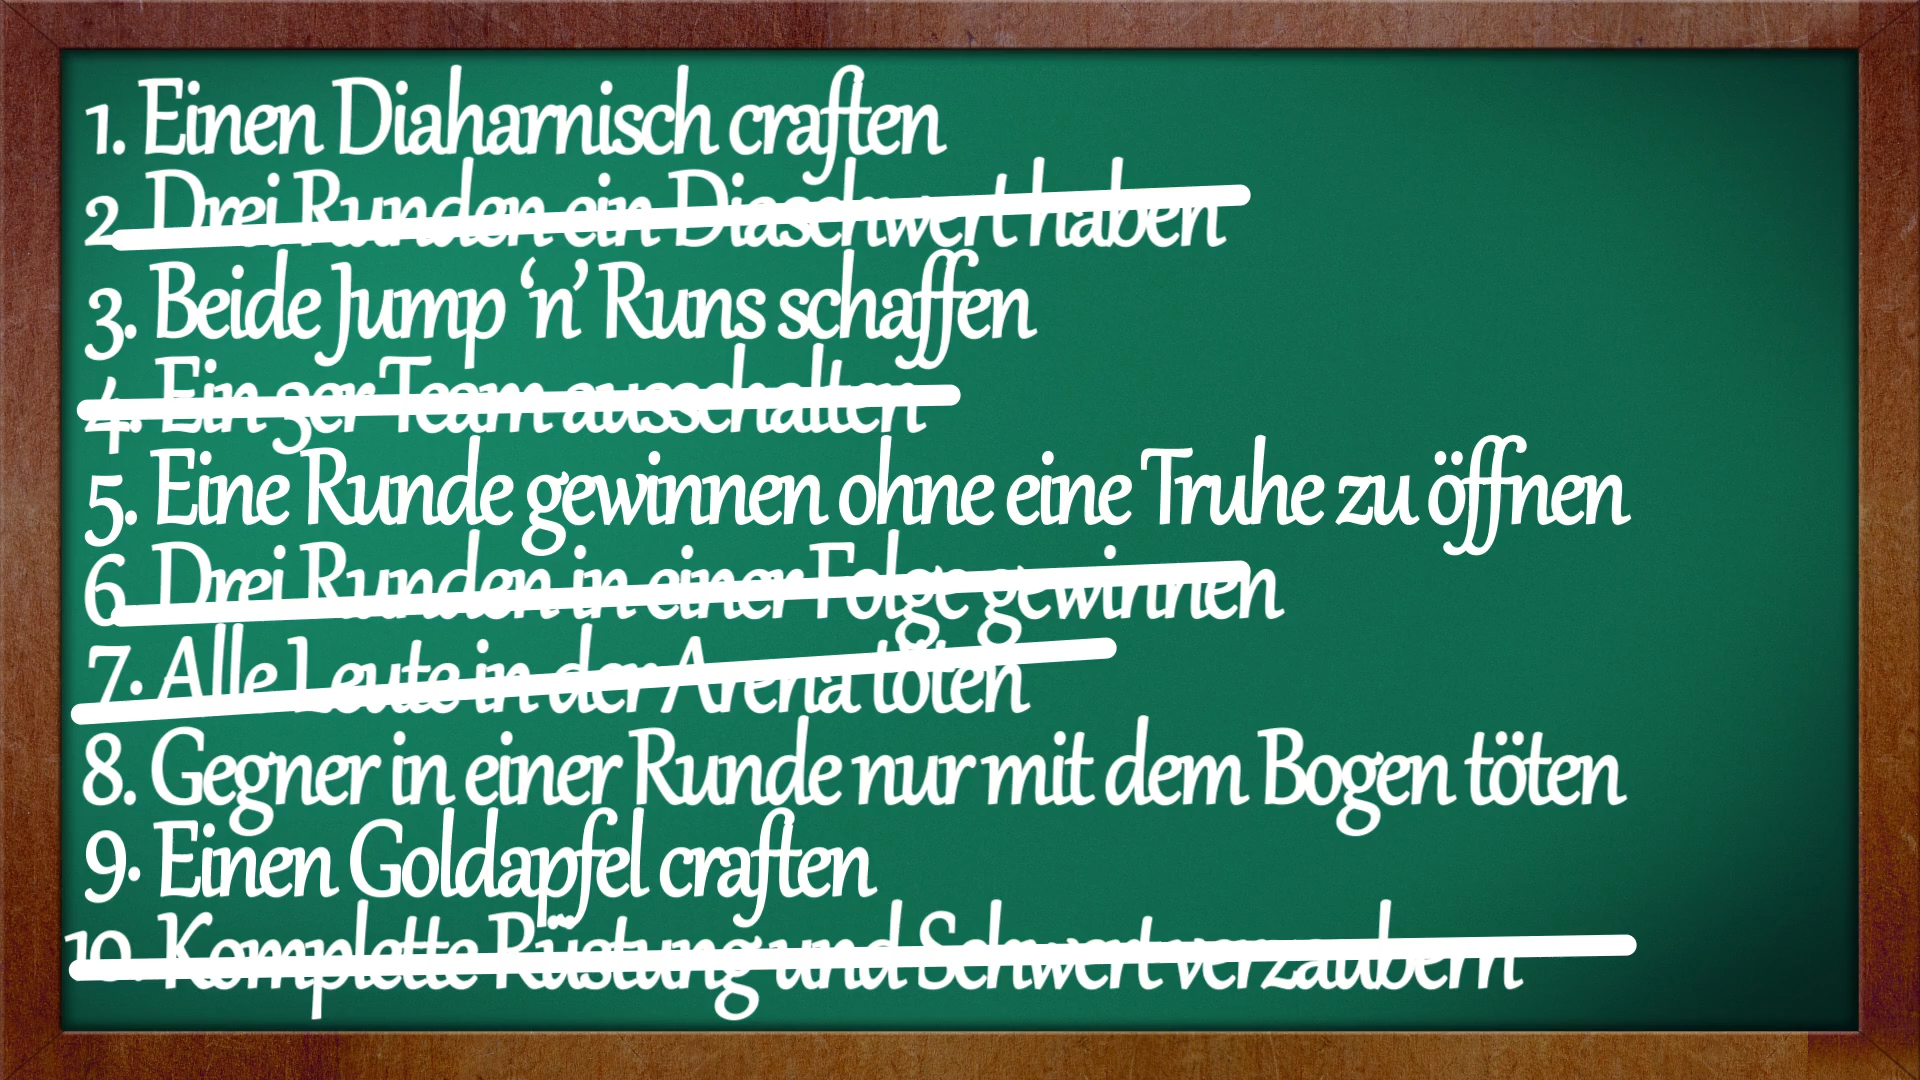 1. Einen Diaharnisch craften
2. Drei Runden ein Diaschwert haben
3. Beide Jump ‘n’ Runs schaffen
4. Ein 3er Team ausschalten
5. Eine Runde gewinnen ohne eine Truhe zu öffnen
6. Drei Runden in einer Folge gewinnen
7. Alle Leute in der Arena töten
8. Gegner in einer Runde nur mit dem Bogen töten
9. Einen Goldapfel craften
10. Komplette Rüstung und Schwert verzaubern